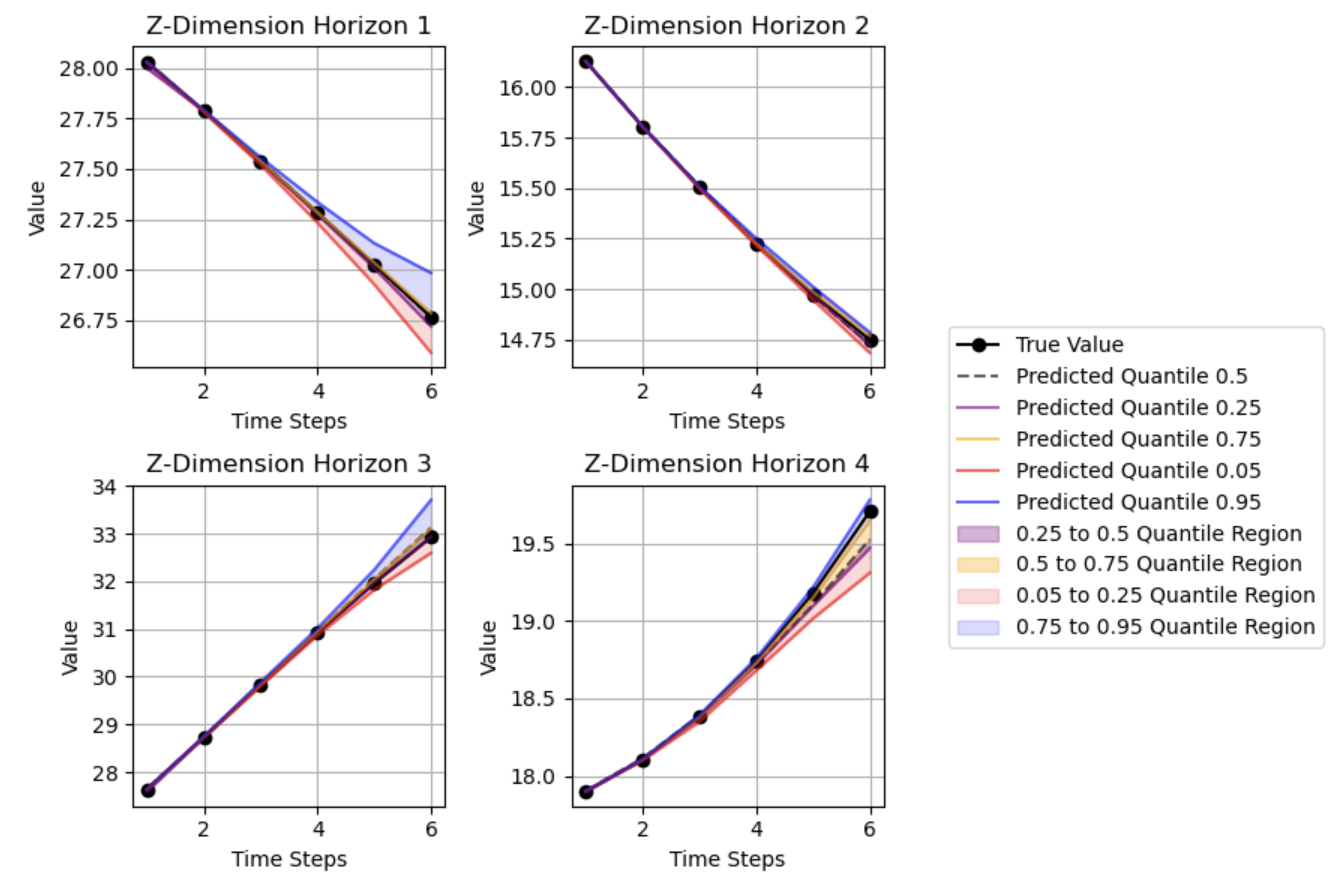 Z-Dimension Horizon 1
28.00
27.75
27.50
27.25
27.00
26.75
Value
2
4
6
Time Steps
Z-Dimension Horizon 2
16.00
15.75
15.50
15.25
15.00
14.75
Value
2
4
6
Time Steps
Z-Dimension Horizon 3
34
33
32
31
30
29
28
Value
2
4
6
Time Steps
Z-Dimension Horizon 4
19.5
19.0
18.5
18.0
Value
2
4
6
Time Steps
True Value
Predicted Quantile 0.5
Predicted Quantile 0.25
Predicted Quantile 0.75
Predicted Quantile 0.05
Predicted Quantile 0.95
0.25 to 0.5 Quantile Region
0.5 to 0.75 Quantile Region
0.05 to 0.25 Quantile Region
0.75 to 0.95 Quantile Region